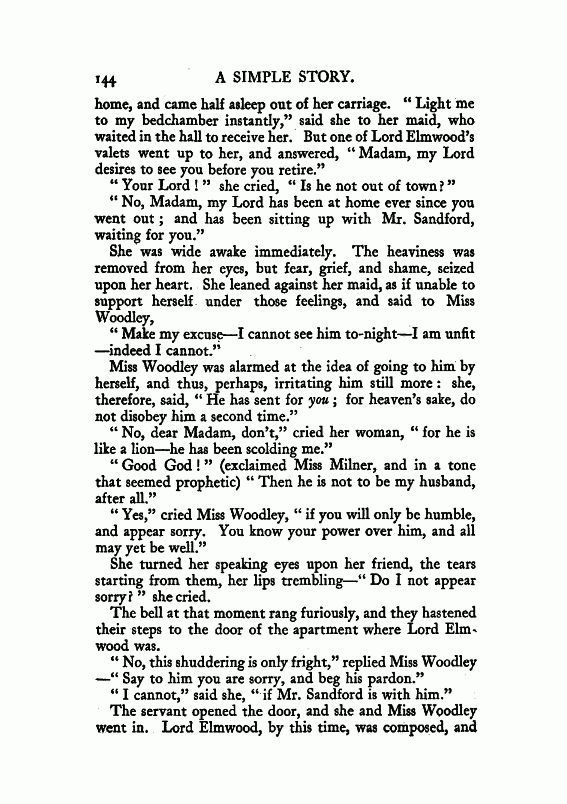 144 A SIMPLE STORY.
home, and came half asleep out of her carriage. “ Light me
to my bedchamber instantly,” said she to her maid, who
waited in the hall to receive her. But one of Lord Elmwood’s
valets went up to her, and answered, “ Madam, my Lord
desires to see you before you retire.”
“ Your Lord ! ” she cried, “ Is he not out of town ? ”
“ No, Madam, my Lord has been at home ever since you
went out ; and has been sitting up with Mr. Sandford,
waiting for you.”
She was wide awake immediately. The heaviness was
removed from her eyes, but fear, grief, and shame, seized
upon her heart. She leaned against her maid, as if unable to
support herself under those feelings, and said to Miss
Woodley,
“ Make my excuse—I cannot see him to-night—I am unfit
—indeed I cannot.”
Miss Woodley was alarmed at the idea of going to him by
herself, and thus, perhaps, irritating him still more : she,
therefore, said, “ He has sent for you ; for heaven’s sake, do
not disobey him a second time.”
“ No, dear Madam, don’t,” cried her woman, “ for he is
like a lion—he has been scolding me.”
“ Good God ! ” (exclaimed Miss Milner, and in a tone
that seemed prophetic) “ Then he is not to be my husband,
after all.”
“ Yes,” cried Miss Woodley, “ if you will only be humble,
and appear sorry. You know your power over him, and all
may yet be well.”
She turned her speaking eyes upon her friend, the tears
starting from them, her lips trembling—“ Do I not appear
sorry ? ” she cried.
The bell at that moment rang furiously, and they hastened
their steps to the door of the apartment where Lord Elm-
wood was.
“ No, this shuddering is only fright,” replied Miss Woodley
—“ Say to him you are sorry, and beg his pardon.”
“ I cannot,” said she, “ if Mr. Sandford is with him.”
The servant opened the door, and she and Miss Woodley
went in. Lord Elmwood, by this time, was composed, and